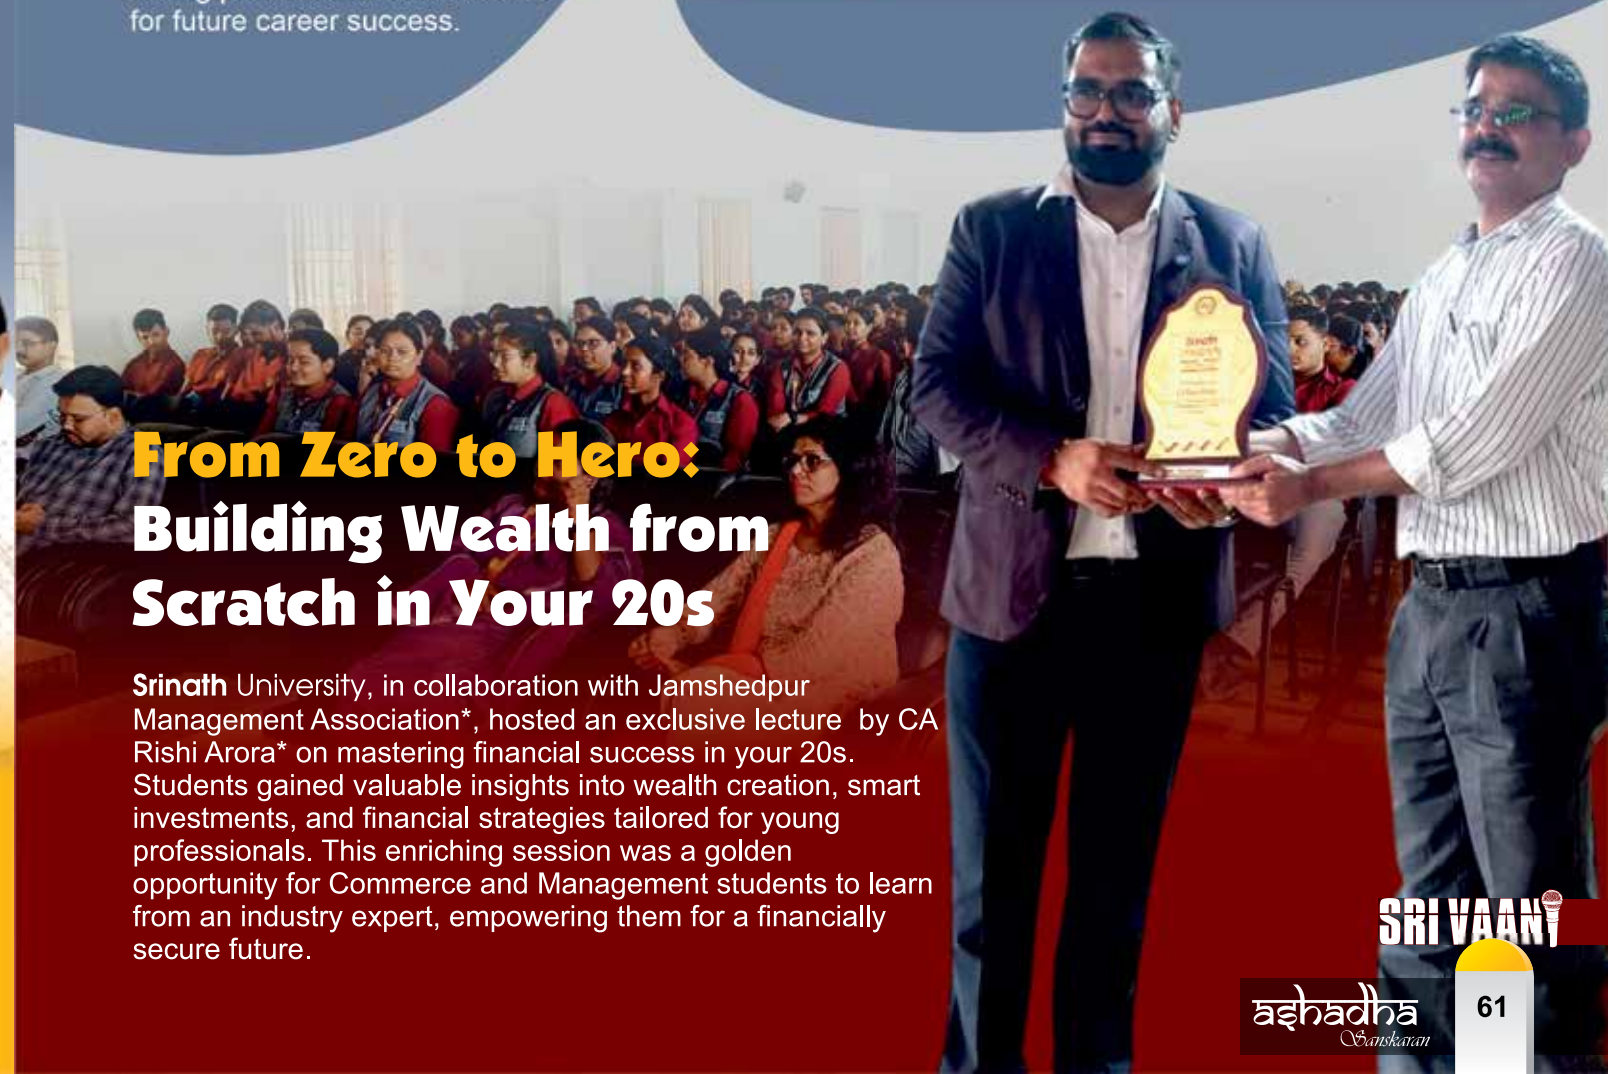 for future career success.
From Zero to Hero:
Building Wealth from
Scratch in Your 20s
Srinath University, in collaboration with Jamshedpur
Management Association*, hosted an exclusive lecture by CA
Rishi Arora* on mastering financial success in your 20s.
Students gained valuable insights into wealth creation, smart
investments, and financial strategies tailored for young
professionals. This enriching session was a golden
opportunity for Commerce and Management students to learn
from an industry expert, empowering them for a financially
secure future.
Srinath
University
SRI VAANI
ashadha
Sanskaran
61